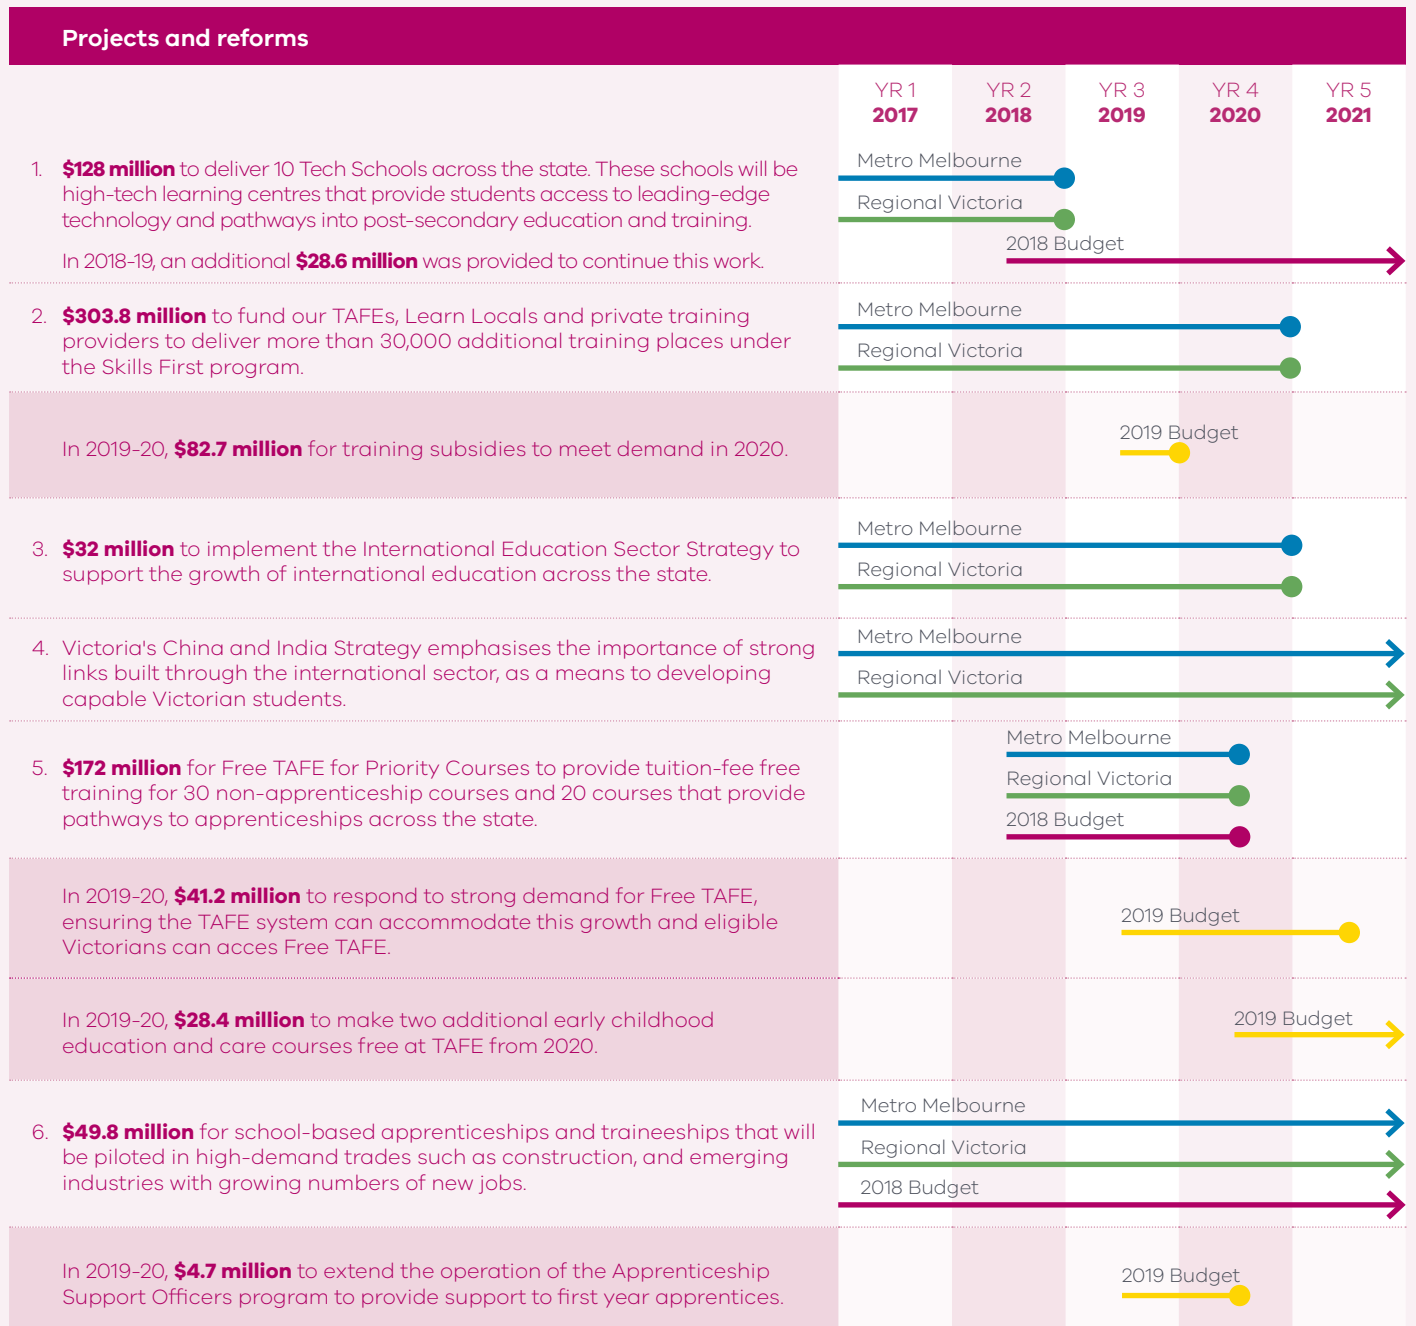 Projects and reforms
YR 1 YR 2 YR 3 YR 4 YR 5
2017 2018 2019 2020 2021
1. $128 million to deliver 10 Tech Schools across the state. These schools will be
high-tech learning centres that provide students access to leading-edge
technology and pathways into post-secondary education and training.
In 2018-19, an additional $28.6 million was provided to continue this work.
Metro Melbourne
Regional Victoria
2018 Budget
2. $303.8 million to fund our TAFEs, Learn Locals and private training
providers to deliver more than 30,000 additional training places under
the Skills First program.
Metro Melbourne
Regional Victoria
In 2019-20, $82.7 million for training subsidies to meet demand in 2020.
2019 Budget
3. $32 million to implement the International Education Sector Strategy to
support the growth of international education across the state.
Metro Melbourne
Regional Victoria
4. Victoria's China and India Strategy emphasises the importance of strong
links built through the international sector, as a means to developing
capable Victorian students.
Metro Melbourne
Regional Victoria
5. $172 million for Free TAFE for Priority Courses to provide tuition-fee free
training for 30 non-apprenticeship courses and 20 courses that provide
pathways to apprenticeships across the state.
Metro Melbourne
Regional Victoria
2018 Budget
In 2019-20, $41.2 million to respond to strong demand for Free TAFE,
ensuring the TAFE system can accommodate this growth and eligible
Victorians can acces Free TAFE.
2019 Budget
In 2019-20, $28.4 million to make two additional early childhood
education and care courses free at TAFE from 2020.
2019 Budget
6. $49.8 million for school-based apprenticeships and traineeships that will
be piloted in high-demand trades such as construction, and emerging
industries with growing numbers of new jobs.
Metro Melbourne
Regional Victoria
2018 Budget
In 2019-20, $4.7 million to extend the operation of the Apprenticeship
Support Officers program to provide support to first year apprentices.
2019 Budget